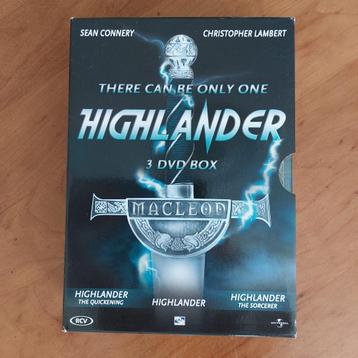 SEAN CONNERY
CHRISTOPHER LAMBERT
THERE CAN BE ONLY ONE
HIGHLANDER
3 DVD BOX
MACLEOD
HIGHLANDER
THE QUICKENING
HIGHLANDER
HIGHLANDER
THE SORCERER
RCV
UNIVERSAL